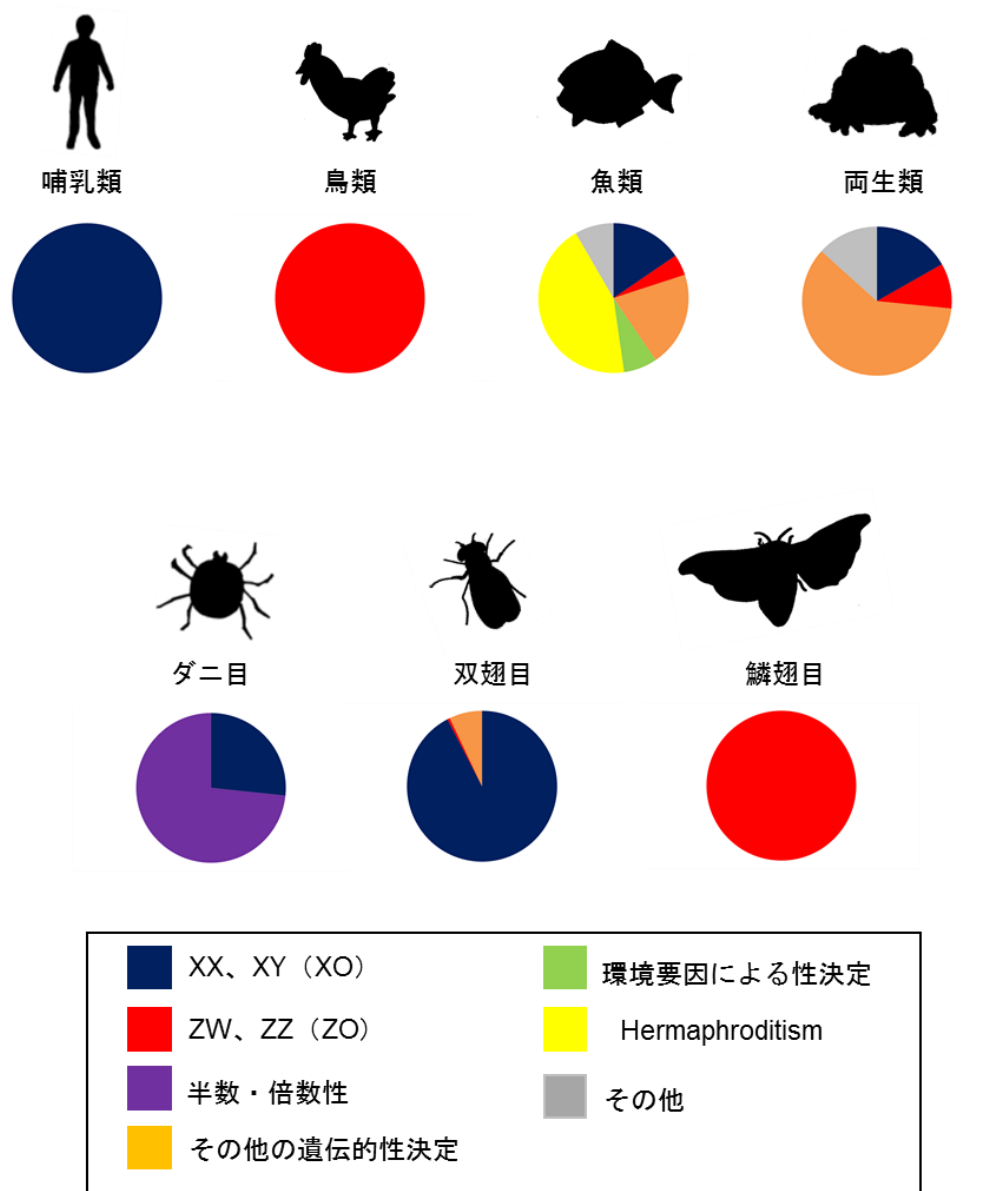 哺乳類
鳥類
魚類
両生類
ダニ目
双翅目
鱗翅目
XX、XY（XO）
ZW、ZZ（ZO）
半数・倍数性
その他の遺伝的性決定
環境要因による性決定
Hermaphroditism
その他